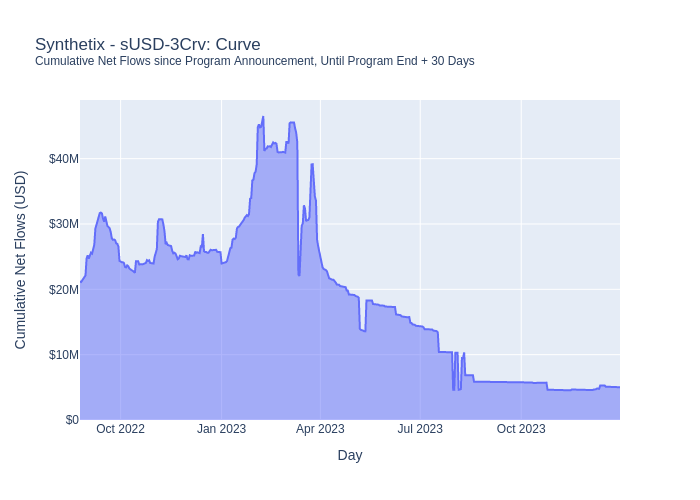 Synthetix - sUSD-3Crv: Curve
Cumulative Net Flows since Program Announcement, Until Program End + 30 Days
Cumulative Net Flows (USD)
$40M
$30M
$20M
$10M
$0
Oct 2022
Jan 2023
Apr 2023
Jul 2023
Oct 2023
Day